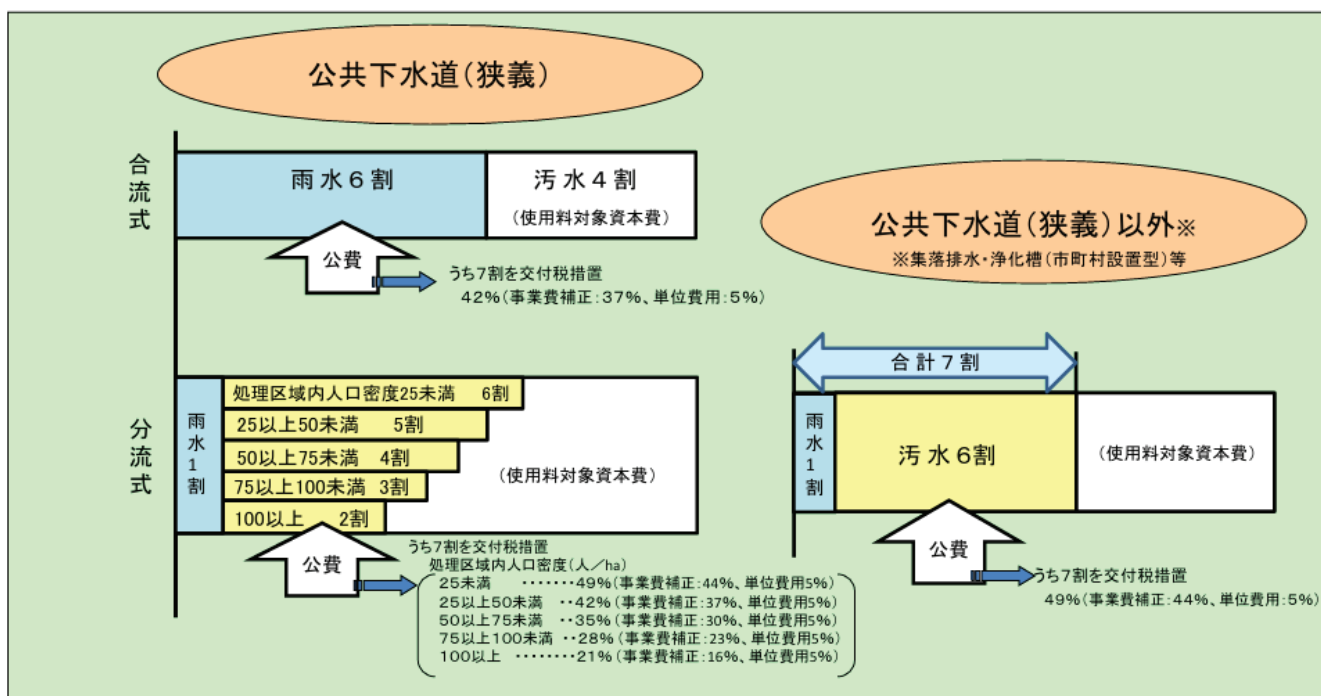 公共下水道（狭義）
合流式
雨水６割
汚水４割
（使用料対象資本費）
公費
うち７割を交付税措置
42％（事業費補正：37％、単位費用：5％）
公共下水道（狭義）以外※
※集落排水・浄化槽（市町村設置型）等
分流式
雨水1割
処理区域内人口密度25未満　6割
25以上50未満　5割
50以上75未満　4割
75以上100未満　3割
100以上　2割
（使用料対象資本費）
公費
うち７割を交付税措置
処理区域内人口密度（人／ha）
25未満　‥‥‥‥49％（事業費補正：44％、単位費用5％）
25以上50未満　‥42％（事業費補正：37％、単位費用5％）
50以上75未満　‥35％（事業費補正：30％、単位費用5％）
75以上100未満　‥28％（事業費補正：23％、単位費用5％）
100以上　‥‥‥‥21％（事業費補正：16％、単位費用5％）
合計７割
雨水1割
汚水６割
（使用料対象資本費）
公費
うち７割を交付税措置
49％（事業費補正：44％、単位費用：5％）